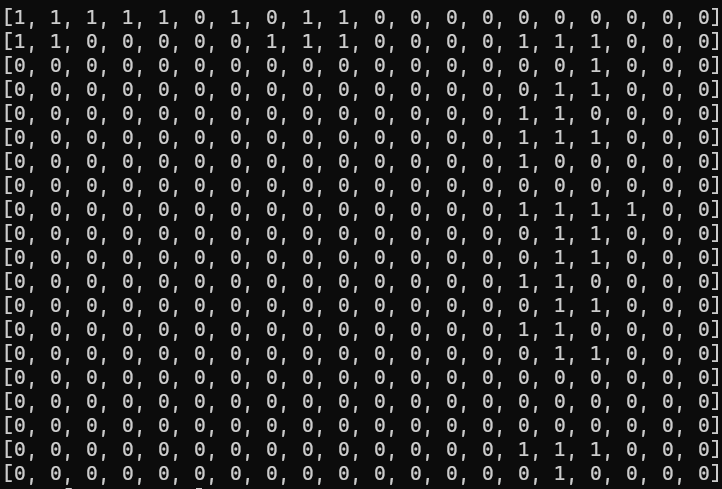 [1, 1, 1, 1, 1, 0, 1, 0, 1, 1, 0, 0, 0, 0, 0, 0, 0, 0, 0, 0]
[1, 1, 0, 0, 0, 0, 0, 1, 1, 1, 0, 0, 0, 0, 1, 1, 1, 0, 0, 0]
[0, 0, 0, 0, 0, 0, 0, 0, 0, 0, 0, 0, 0, 0, 0, 0, 1, 0, 0, 0]
[0, 0, 0, 0, 0, 0, 0, 0, 0, 0, 0, 0, 0, 0, 0, 1, 1, 0, 0, 0]
[0, 0, 0, 0, 0, 0, 0, 0, 0, 0, 0, 0, 0, 0, 1, 1, 0, 0, 0, 0]
[0, 0, 0, 0, 0, 0, 0, 0, 0, 0, 0, 0, 0, 0, 1, 1, 1, 0, 0, 0]
[0, 0, 0, 0, 0, 0, 0, 0, 0, 0, 0, 0, 0, 0, 1, 0, 0, 0, 0, 0]
[0, 0, 0, 0, 0, 0, 0, 0, 0, 0, 0, 0, 0, 0, 0, 0, 0, 0, 0, 0]
[0, 0, 0, 0, 0, 0, 0, 0, 0, 0, 0, 0, 0, 0, 1, 1, 1, 1, 0, 0]
[0, 0, 0, 0, 0, 0, 0, 0, 0, 0, 0, 0, 0, 0, 0, 1, 1, 0, 0, 0]
[0, 0, 0, 0, 0, 0, 0, 0, 0, 0, 0, 0, 0, 0, 0, 1, 1, 0, 0, 0]
[0, 0, 0, 0, 0, 0, 0, 0, 0, 0, 0, 0, 0, 0, 1, 1, 0, 0, 0, 0]
[0, 0, 0, 0, 0, 0, 0, 0, 0, 0, 0, 0, 0, 0, 0, 1, 1, 0, 0, 0]
[0, 0, 0, 0, 0, 0, 0, 0, 0, 0, 0, 0, 0, 0, 1, 1, 0, 0, 0, 0]
[0, 0, 0, 0, 0, 0, 0, 0, 0, 0, 0, 0, 0, 0, 0, 1, 1, 0, 0, 0]
[0, 0, 0, 0, 0, 0, 0, 0, 0, 0, 0, 0, 0, 0, 0, 0, 0, 0, 0, 0]
[0, 0, 0, 0, 0, 0, 0, 0, 0, 0, 0, 0, 0, 0, 0, 0, 0, 0, 0, 0]
[0, 0, 0, 0, 0, 0, 0, 0, 0, 0, 0, 0, 0, 0, 0, 0, 0, 0, 0, 0]
[0, 0, 0, 0, 0, 0, 0, 0, 0, 0, 0, 0, 0, 0, 1, 1, 1, 0, 0, 0]
[0, 0, 0, 0, 0, 0, 0, 0, 0, 0, 0, 0, 0, 0, 0, 1, 0, 0, 0, 0]